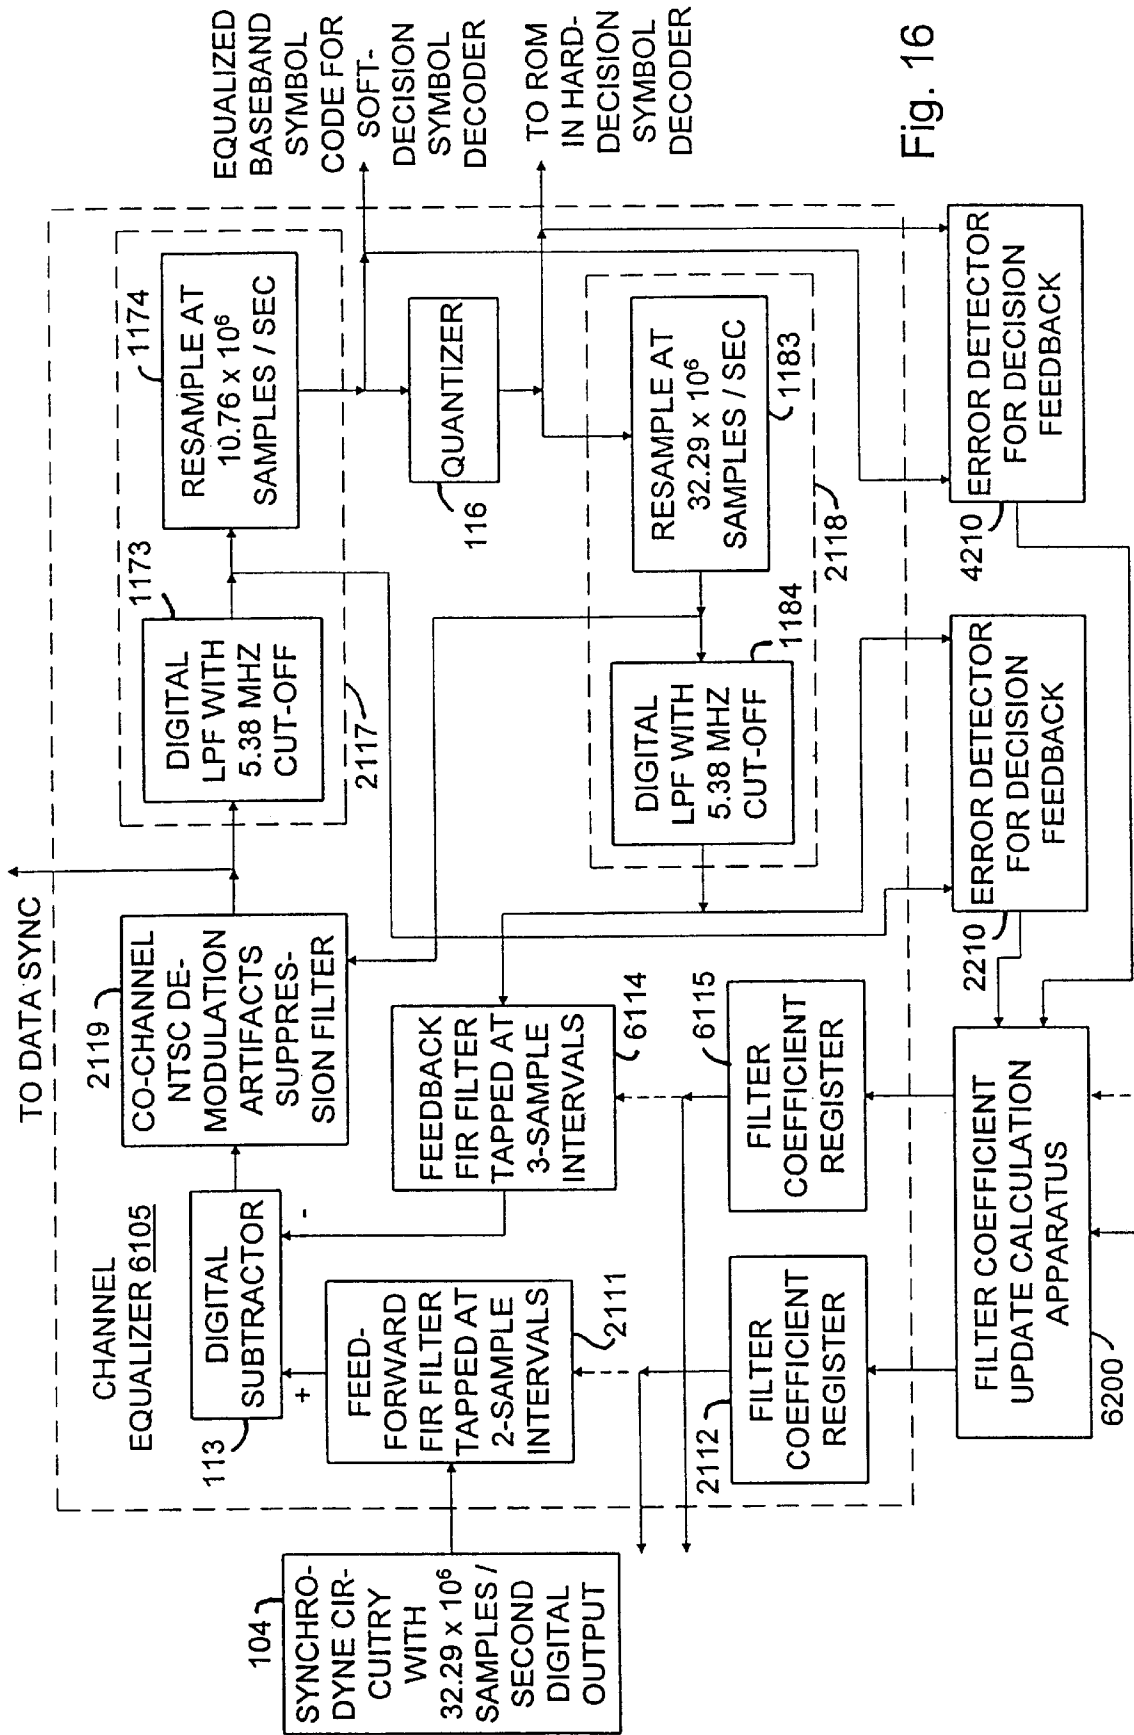 TO DATA SYNC
CHANNEL
EQUALIZER 6105
104
SYNCHRO-
DYNE CIR-
CUITRY
WITH
32.29 x 10⁶
SAMPLES /
SECOND
DIGITAL
OUTPUT
113
DIGITAL
SUBTRACTOR
+
-
FEED-
FORWARD
FIR FILTER
TAPPED AT
2-SAMPLE
INTERVALS
2111
2112
FILTER
COEFFICIENT
REGISTER
2119
CO-CHANNEL
NTSC DE-
MODULATION
ARTIFACTS
SUPPRES-
SION FILTER
FEEDBACK
FIR FILTER
TAPPED AT
3-SAMPLE
INTERVALS
6114
6115
FILTER
COEFFICIENT
REGISTER
FILTER COEFFICIENT
UPDATE CALCULATION
APPARATUS
6200
1173
DIGITAL
LPF WITH
5.38 MHZ
CUT-OFF
2117
1174
RESAMPLE AT
10.76 x 10⁶
SAMPLES / SEC
QUANTIZER
116
RESAMPLE AT
32.29 x 10⁶
SAMPLES / SEC
1183
1184
DIGITAL
LPF WITH
5.38 MHZ
CUT-OFF
2118
2210
ERROR DETECTOR
FOR DECISION
FEEDBACK
4210
ERROR DETECTOR
FOR DECISION
FEEDBACK
EQUALIZED
BASEBAND
SYMBOL
CODE FOR
SOFT-
DECISION
SYMBOL
DECODER
TO ROM
IN HARD-
DECISION
SYMBOL
DECODER
Fig. 16